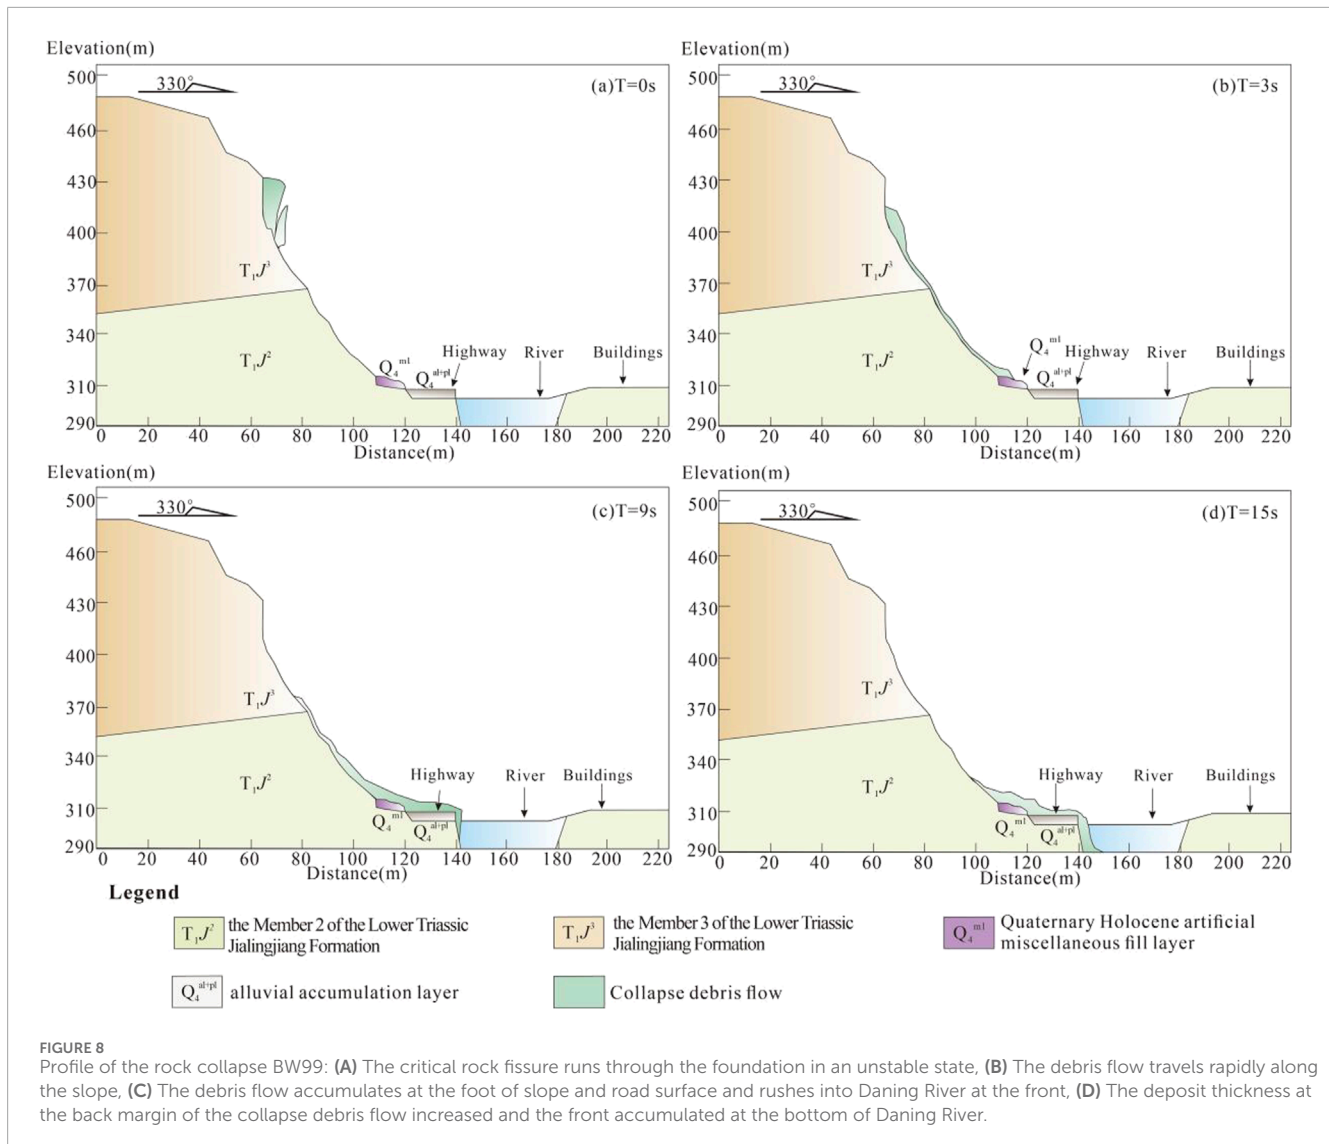 Elevation(m)
500
460
430
400
370
340
310
290
330°
(a)T=0s
T₁J³
T₁J²
Q₄ᵐˡ
Q₄ᵃˡ⁺ᵖˡ
Highway
River
Buildings
0 20 40 60 80 100 120 140 160 180 200 220
Distance(m)
Elevation(m)
500
460
430
400
370
340
310
290
330°
(b)T=3s
T₁J³
T₁J²
Q₄ᵐˡ
Q₄ᵃˡ⁺ᵖˡ
Highway
River
Buildings
0 20 40 60 80 100 120 140 160 180 200 220
Distance(m)
Elevation(m)
500
460
430
400
370
340
310
290
330°
(c)T=9s
T₁J³
T₁J²
Q₄ᵐˡ
Q₄ᵃˡ⁺ᵖˡ
Highway
River
Buildings
0 20 40 60 80 100 120 140 160 180 200 220
Distance(m)
Elevation(m)
500
460
430
400
370
340
310
290
330°
(d)T=15s
T₁J³
T₁J²
Q₄ᵐˡ
Q₄ᵃˡ⁺ᵖˡ
Highway
River
Buildings
0 20 40 60 80 100 120 140 160 180 200 220
Distance(m)
Legend
T₁J² the Member 2 of the Lower Triassic
Jialingjiang Formation
T₁J³ the Member 3 of the Lower Triassic
Jialingjiang Formation
Q₄ᵐˡ Quaternary Holocene artificial
miscellaneous fill layer
Q₄ᵃˡ⁺ᵖˡ alluvial accumulation layer
Collapse debris flow
FIGURE 8
Profile of the rock collapse BW99: (A) The critical rock fissure runs through the foundation in an unstable state, (B) The debris flow travels rapidly along
the slope, (C) The debris flow accumulates at the foot of slope and road surface and rushes into Daning River at the front, (D) The deposit thickness at
the back margin of the collapse debris flow increased and the front accumulated at the bottom of Daning River.